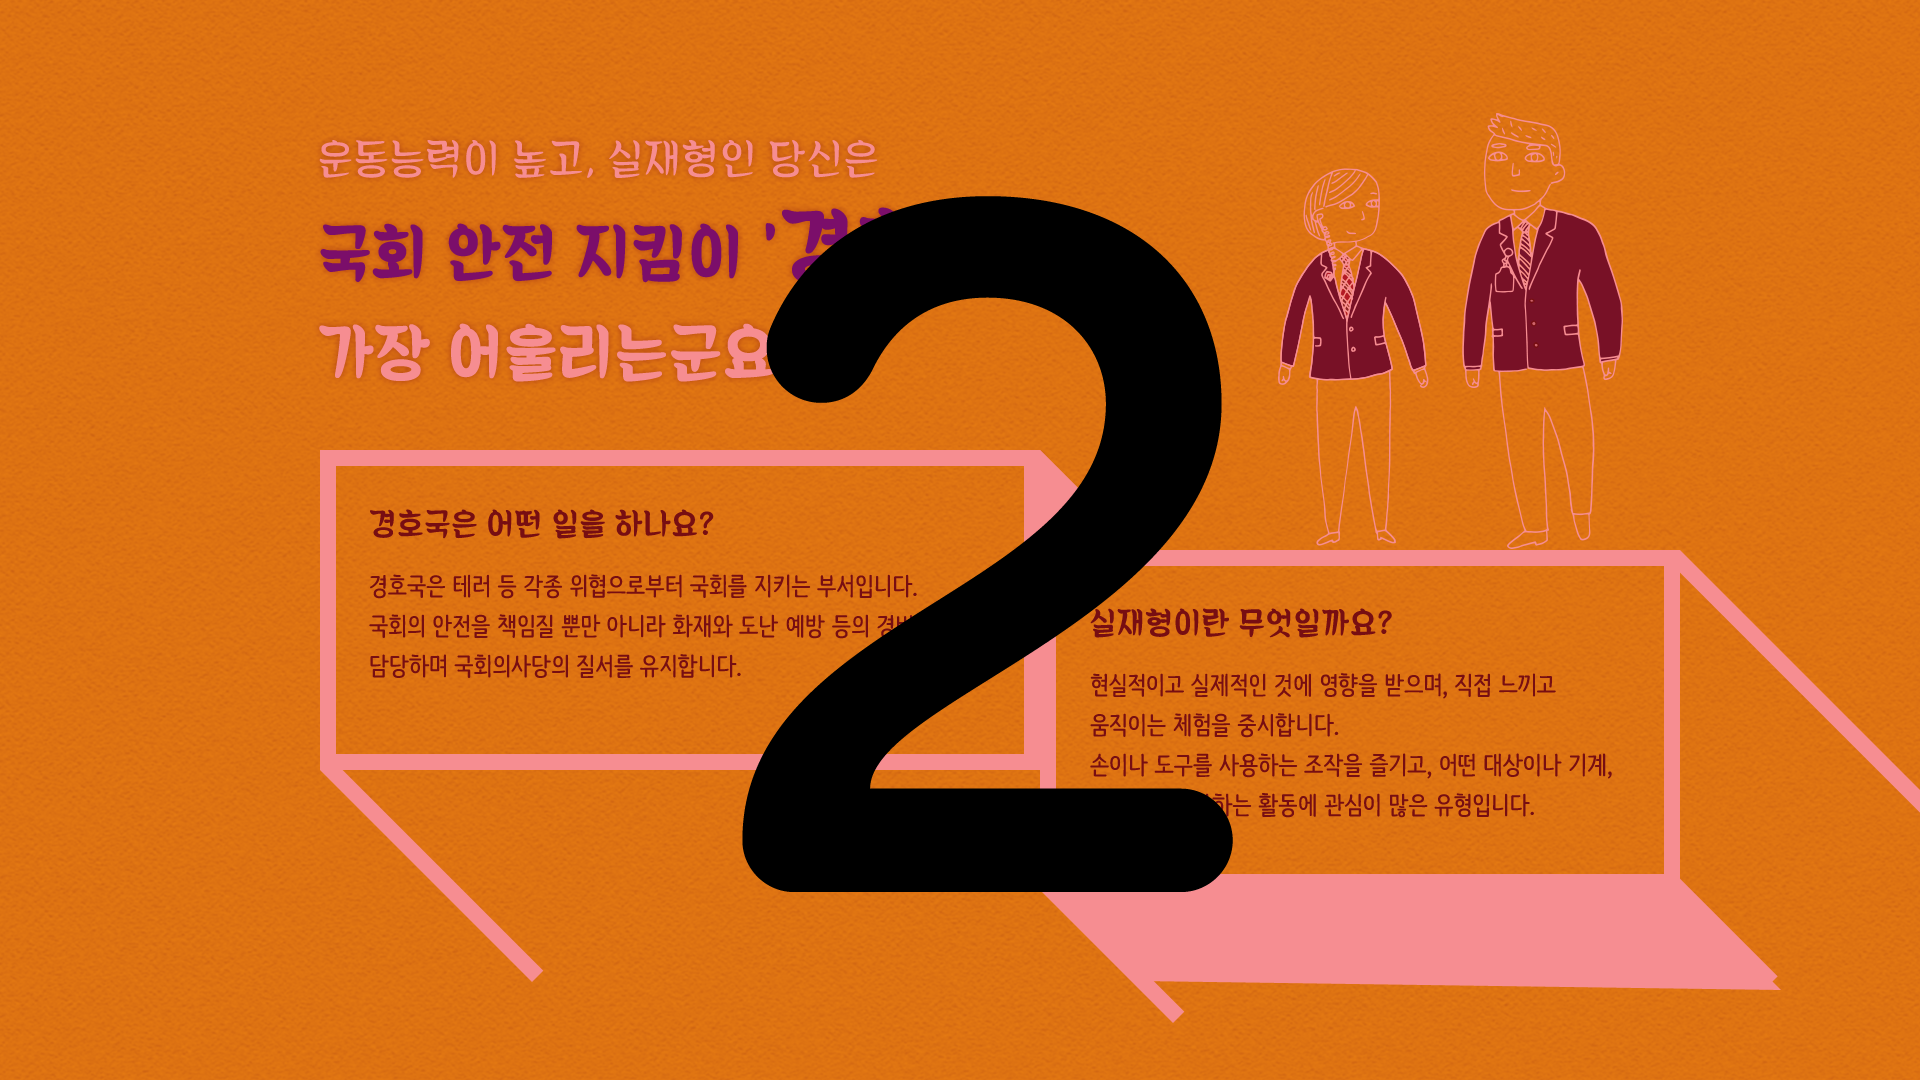 운동능력이 높고, 실재형인 당신은
국회 안전 지킴이 '경
가장 어울리는군요
2
경호국은 어떤 일을 하나요?
경호국은 테러 등 각종 위협으로부터 국회를 지키는 부서입니다.
국회의 안전을 책임질 뿐만 아니라 화재와 도난 예방 등의
담당하며 국회의사당의 질서를 유지합니다.
실재형이란 무엇일까요?
현실적이고 실제적인 것에 영향을 받으며, 직접 느끼고
움직이는 체험을 중시합니다.
손이나 도구를 사용하는 조작을 즐기고, 어떤 대상이나 기계,
하는 활동에 관심이 많은 유형입니다.